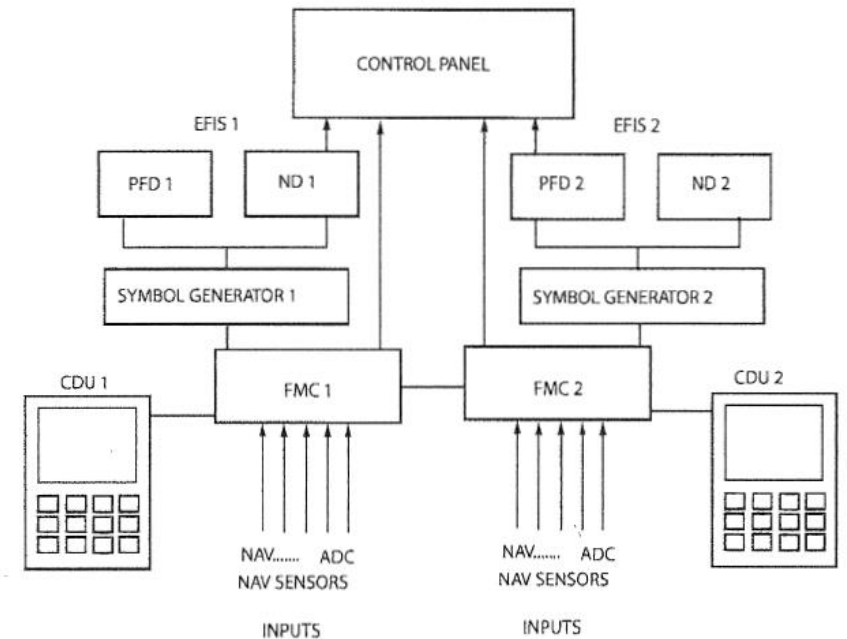 CONTROL PANEL
EFIS 1
EFIS 2
PFD 1
ND 1
PFD 2
ND 2
SYMBOL GENERATOR 1
SYMBOL GENERATOR 2
CDU 1
FMC 1
FMC 2
CDU 2
NAV....... ADC
NAV SENSORS
INPUTS
NAV....... ADC
NAV SENSORS
INPUTS